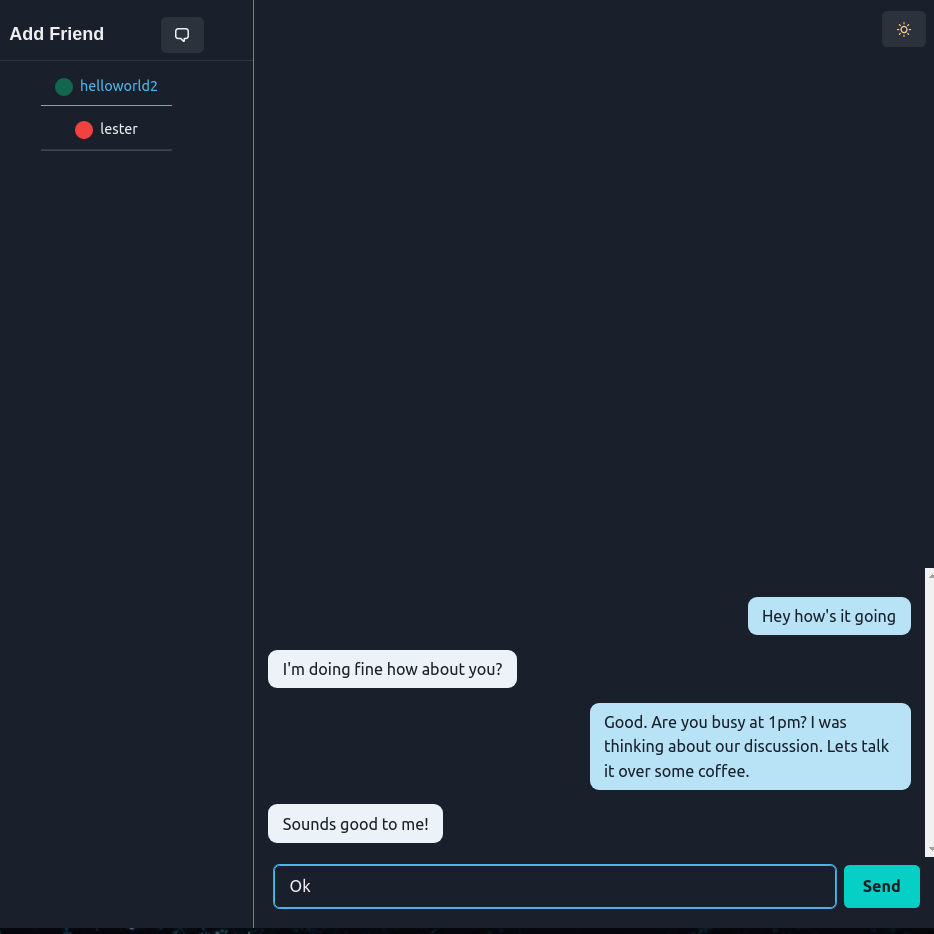 Add Friend
helloworld2
lester
Hey how's it going
I'm doing fine how about you?
Good. Are you busy at 1pm? I was
thinking about our discussion. Lets talk
it over some coffee.
Sounds good to me!
Ok
Send